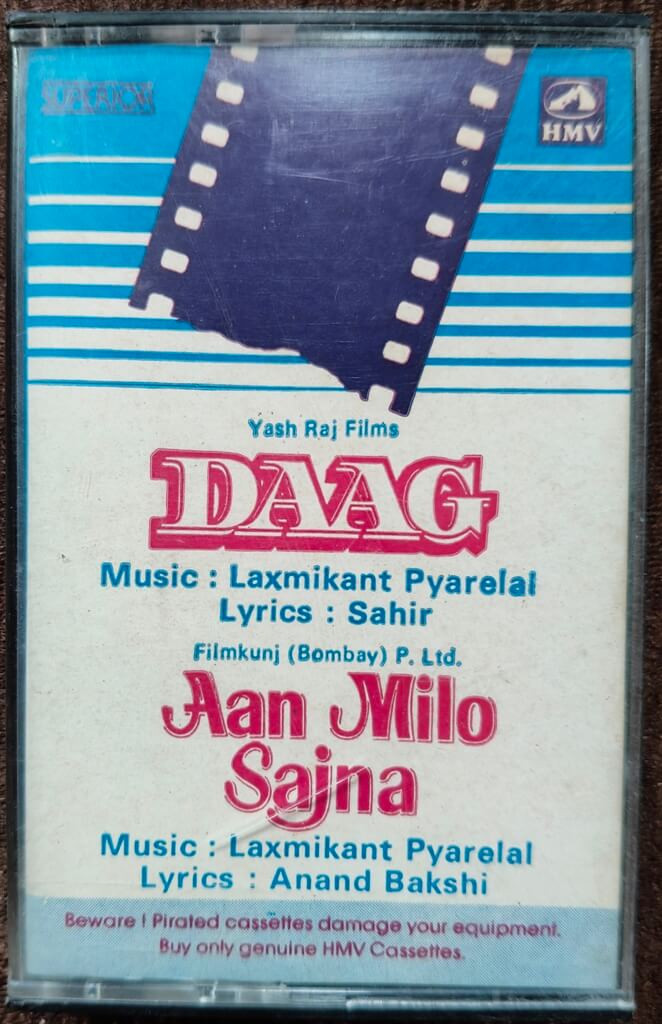 SUPERIOR
HMV
Yash Raj Films
DAAG
Music : Laxmikant Pyarelal
Lyrics : Sahir
Filmkunj (Bombay) P. Ltd.
Aan Milo
Sajna
Music : Laxmikant Pyarelal
Lyrics : Anand Bakshi
Beware ! Pirated cassettes damage your equipment.
Buy only genuine HMV Cassettes.